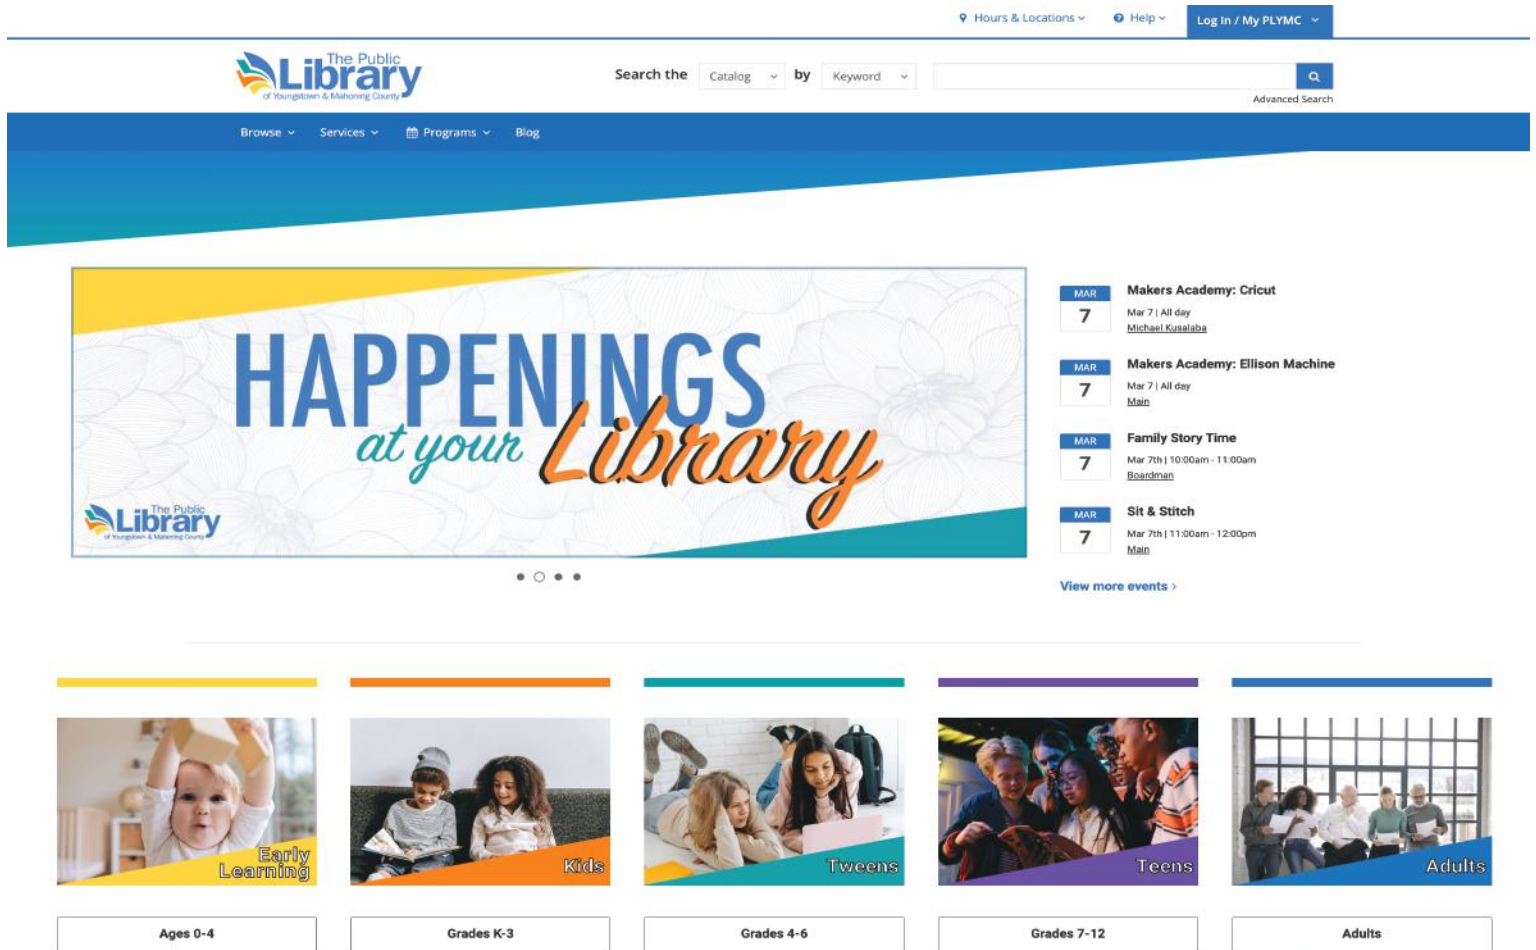 Hours & Locations
Help
Log In / My PLYMC
The Public
Library
of Youngstown & Mahoning County
Search the Catalog by Keyword
Advanced Search
Browse
Services
Programs
Blog
HAPPENINGS
at your Library
The Public
Library
of Youngstown & Mahoning County
MAR
7
Makers Academy: Cricut
Mar 7 | All day
Michael Kusalaba
MAR
7
Makers Academy: Ellison Machine
Mar 7 | All day
Main
MAR
7
Family Story Time
Mar 7th | 10:00am - 11:00am
Boardman
MAR
7
Sit & Stitch
Mar 7th | 11:00am - 12:00pm
Main
View more events >
Early
Learning
Kids
Tweens
Teens
Adults
Ages 0-4
Grades K-3
Grades 4-6
Grades 7-12
Adults